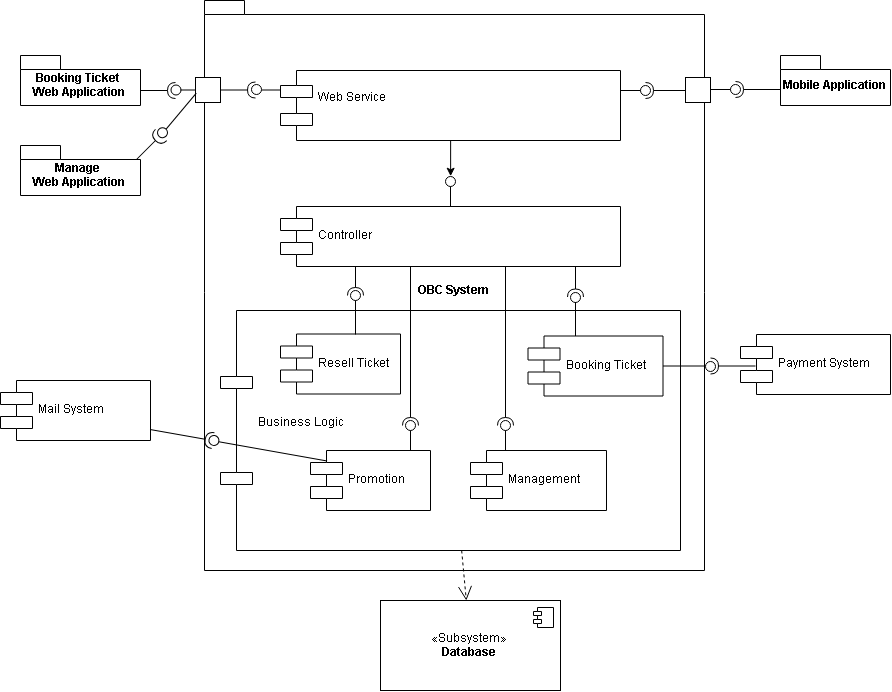 Booking Ticket
Web Application
Web Service
Mobile Application
Manage
Web Application
Controller
OBC System
Resell Ticket
Booking Ticket
Payment System
Mail System
Business Logic
Promotion
Management
«Subsystem»
Database